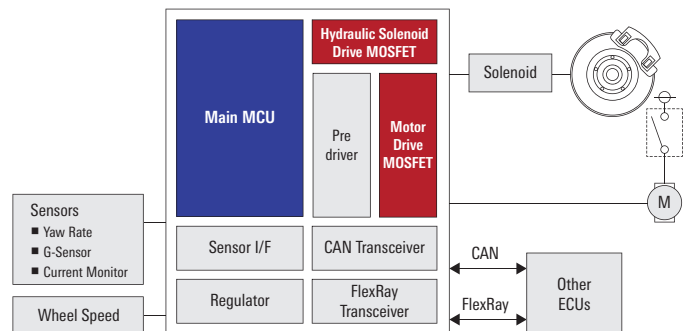 Hydraulic Solenoid
Drive MOSFET
Main MCU
Pre
driver
Motor
Drive
MOSFET
Solenoid
M
Sensors
■ Yaw Rate
■ G-Sensor
■ Current Monitor
Sensor I/F
CAN Transceiver
CAN
Other
ECUs
Wheel Speed
Regulator
FlexRay
Transceiver
FlexRay